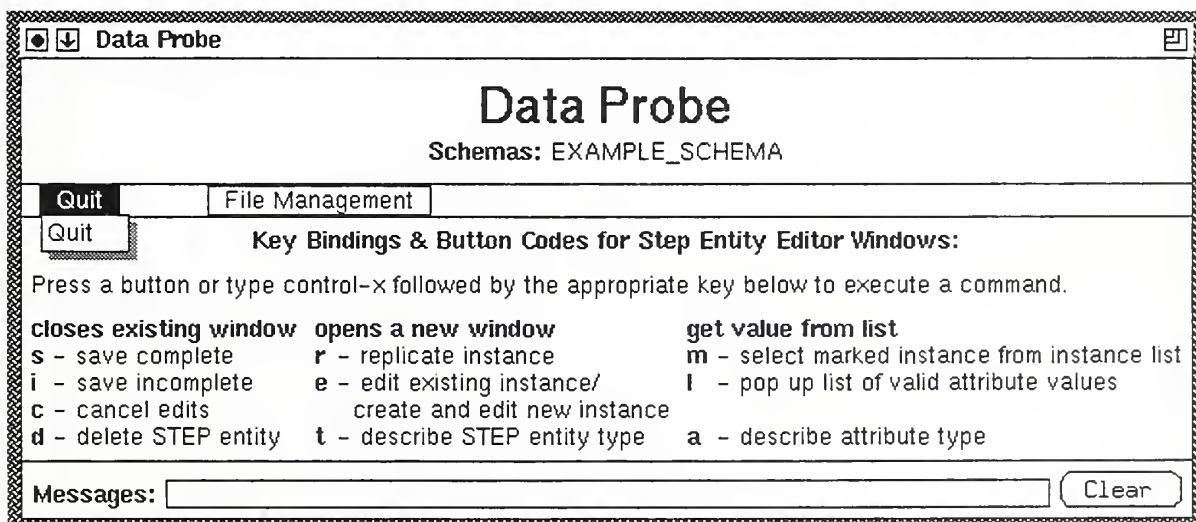 Data Probe
Data Probe
Schemas: EXAMPLE_SCHEMA
Quit File Management
Quit
Key Bindings & Button Codes for Step Entity Editor Windows:
Press a button or type control-x followed by the appropriate key below to execute a command.
closes existing window opens a new window get value from list
s - save complete r - replicate instance m - select marked instance from instance list
i - save incomplete e - edit existing instance/ l - pop up list of valid attribute values
c - cancel edits create and edit new instance
d - delete STEP entity t - describe STEP entity type a - describe attribute type
Messages: Clear